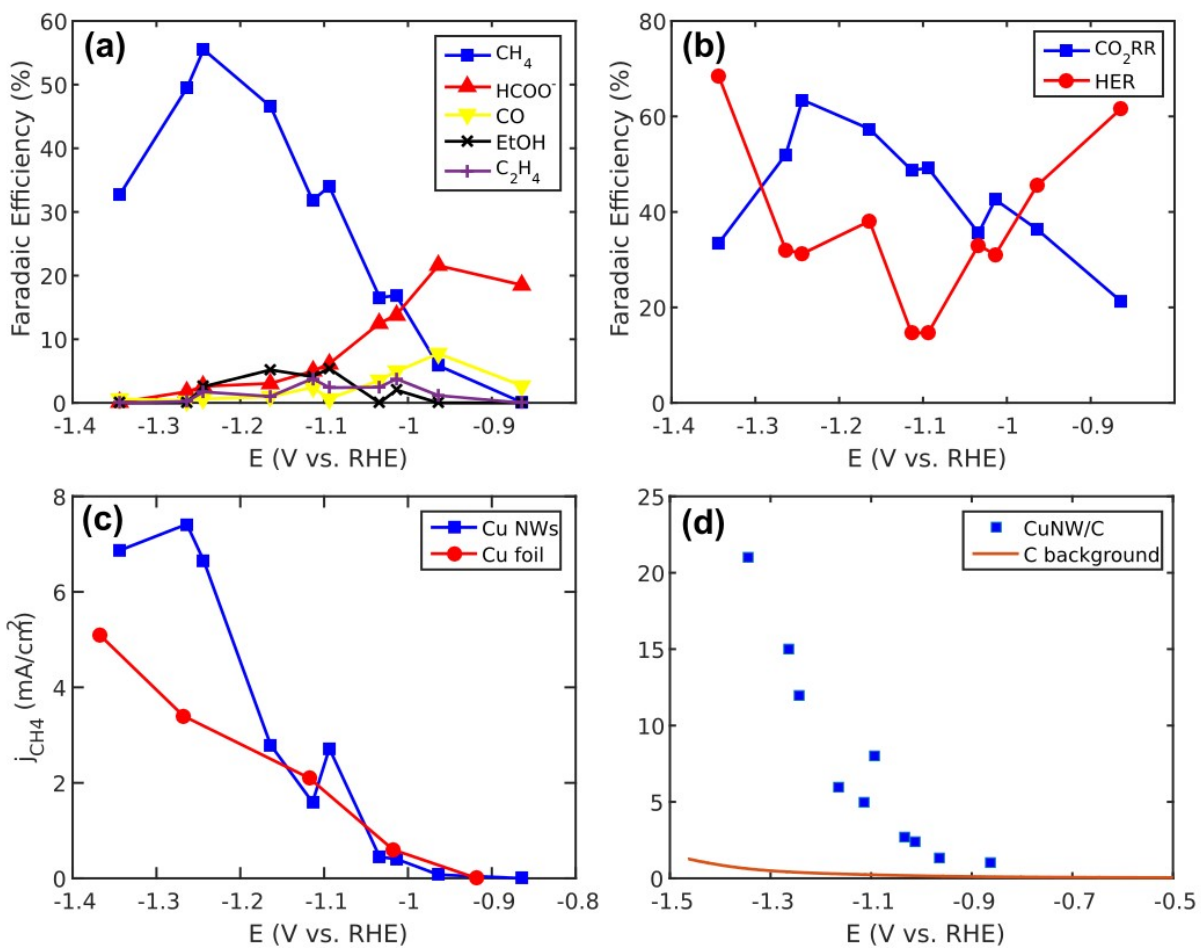 (a)
CH₄
HCOO⁻
CO
EtOH
C₂H₄
Faradaic Efficiency (%)
60
50
40
30
20
10
0
-1.4
-1.3
-1.2
-1.1
-1
-0.9
E (V vs. RHE)
(b)
CO₂RR
HER
Faradaic Efficiency (%)
80
60
40
20
0
-1.4
-1.3
-1.2
-1.1
-1
-0.9
E (V vs. RHE)
(c)
Cu NWs
Cu foil
j_CH4 (mA/cm²)
8
6
4
2
0
-1.4
-1.3
-1.2
-1.1
-1
-0.9
-0.8
E (V vs. RHE)
(d)
CuNW/C
C background
25
20
15
10
5
0
-1.5
-1.3
-1.1
-0.9
-0.7
-0.5
E (V vs. RHE)